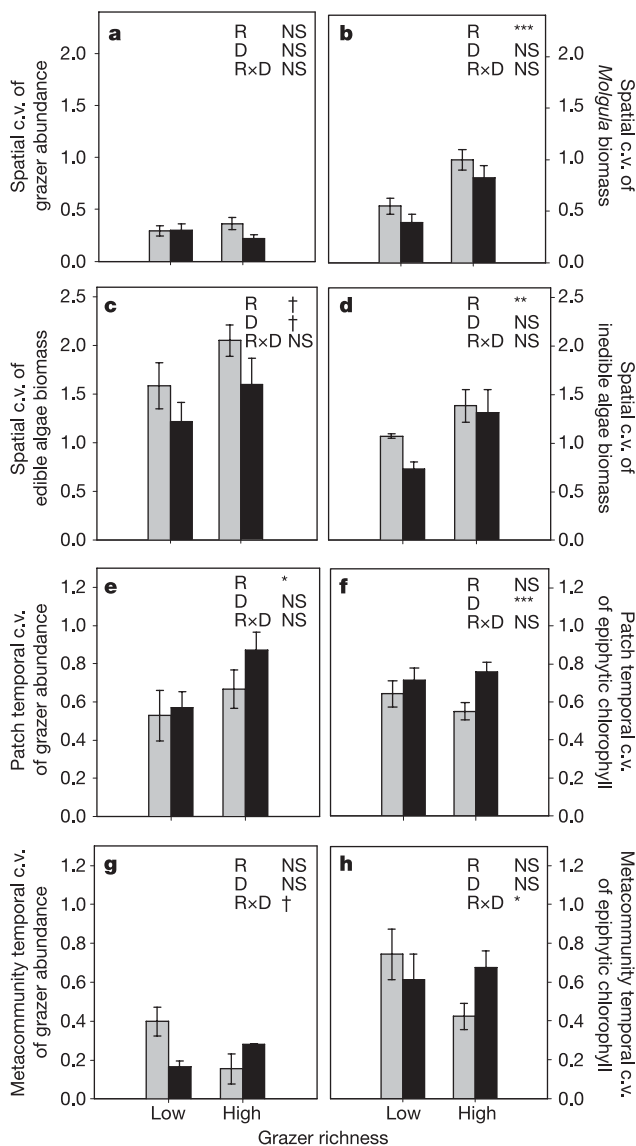 a
R NS
D NS
R×D NS
2.0
1.5
1.0
0.5
0.0
Spatial c.v. of
grazer abundance
b
R ***
D NS
R×D NS
2.0
1.5
1.0
0.5
0.0
Spatial c.v. of
Molgula biomass
c
R †
D †
R×D NS
2.5
2.0
1.5
1.0
0.5
0.0
Spatial c.v. of
edible algae biomass
d
R **
D NS
R×D NS
2.5
2.0
1.5
1.0
0.5
0.0
Spatial c.v. of
inedible algae biomass
e
R *
D NS
R×D NS
1.2
1.0
0.8
0.6
0.4
0.2
0.0
Patch temporal c.v.
of grazer abundance
f
R NS
D ***
R×D NS
1.2
1.0
0.8
0.6
0.4
0.2
0.0
Patch temporal c.v.
of epiphytic chlorophyll
g
R NS
D NS
R×D †
1.2
1.0
0.8
0.6
0.4
0.2
0.0
Metacommunity temporal c.v.
of grazer abundance
h
R NS
D NS
R×D *
1.2
1.0
0.8
0.6
0.4
0.2
0.0
Metacommunity temporal c.v.
of epiphytic chlorophyll
Low High
Low High
Grazer richness